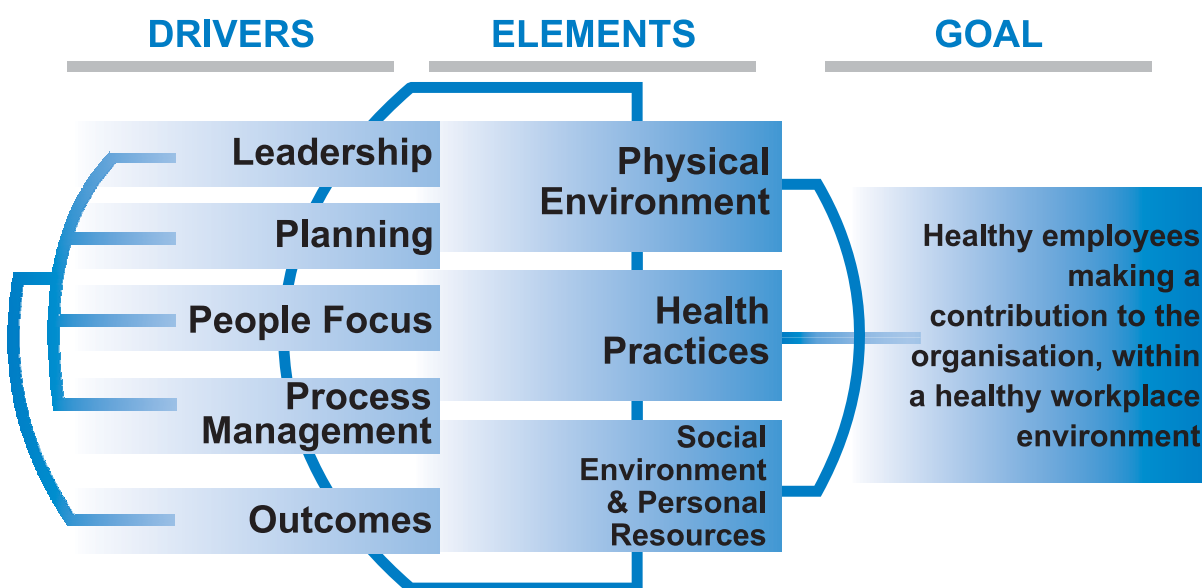 DRIVERS
ELEMENTS
GOAL
Leadership
Planning
People Focus
Process
Management
Outcomes
Physical
Environment
Health
Practices
Social
Environment
& Personal
Resources
Healthy employees
making a
contribution to the
organisation, within
a healthy workplace
environment